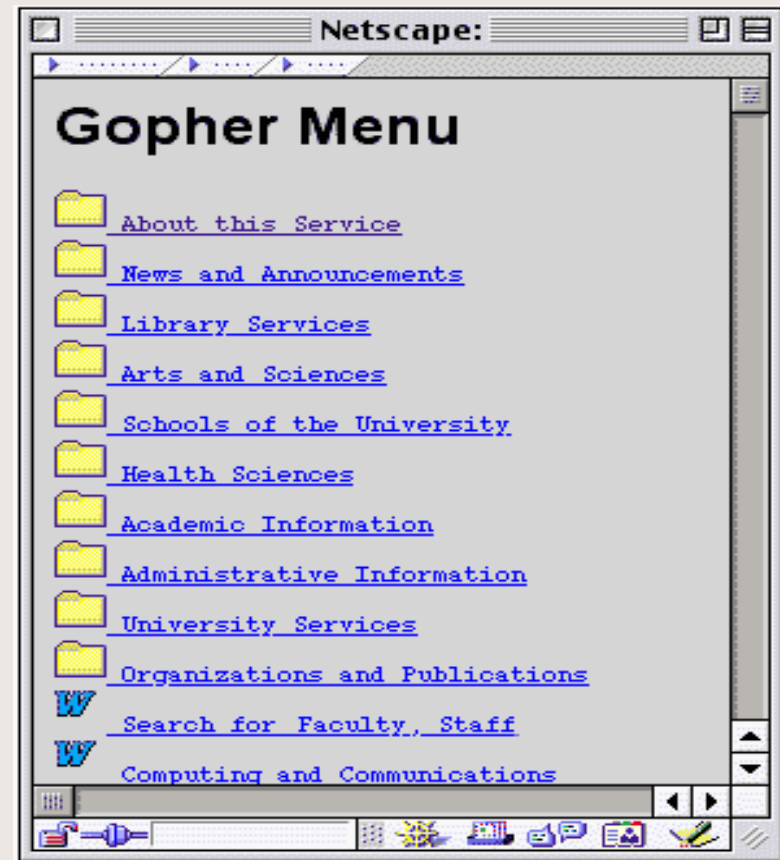 Netscape:
Gopher Menu
About this Service
News and Announcements
Library Services
Arts and Sciences
Schools of the University
Health Sciences
Academic Information
Administrative Information
University Services
Organizations and Publications
W Search for Faculty, Staff
W Computing and Communications